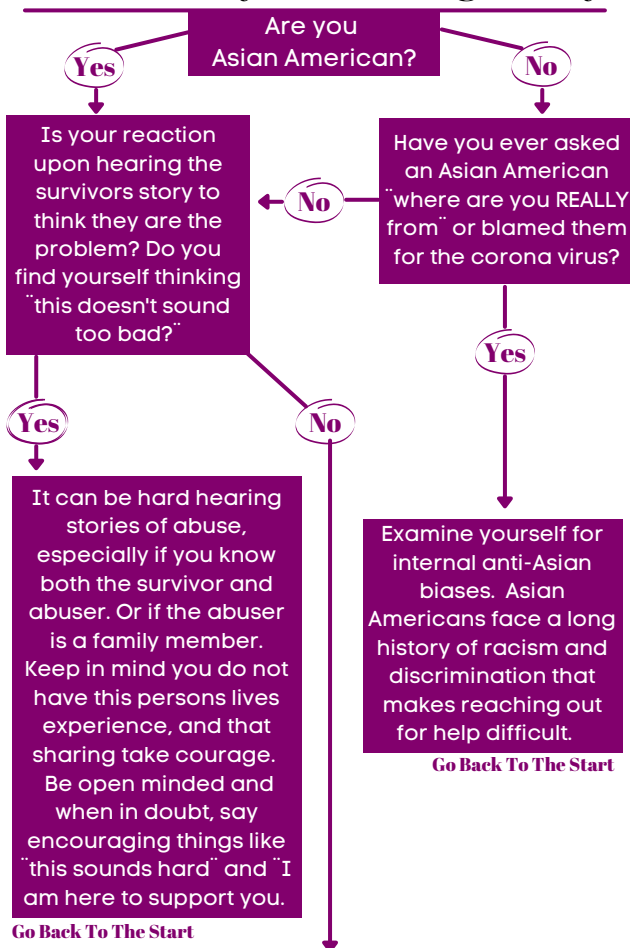 Are you
Asian American?
Yes
No
Is your reaction
upon hearing the
survivors story to
think they are the
problem? Do you
find yourself thinking
¨this doesn't sound
too bad?¨
No
Have you ever asked
an Asian American
¨where are you REALLY
from¨ or blamed them
for the corona virus?
Yes
Yes
No
It can be hard hearing
stories of abuse,
especially if you know
both the survivor and
abuser. Or if the abuser
is a family member.
Keep in mind you do not
have this persons lives
experience, and that
sharing take courage.
Be open minded and
when in doubt, say
encouraging things like
¨this sounds hard¨ and ¨I
am here to support you.
Go Back To The Start
Examine yourself for
internal anti-Asian
biases. Asian
Americans face a long
history of racism and
discrimination that
makes reaching out
for help difficult.
Go Back To The Start